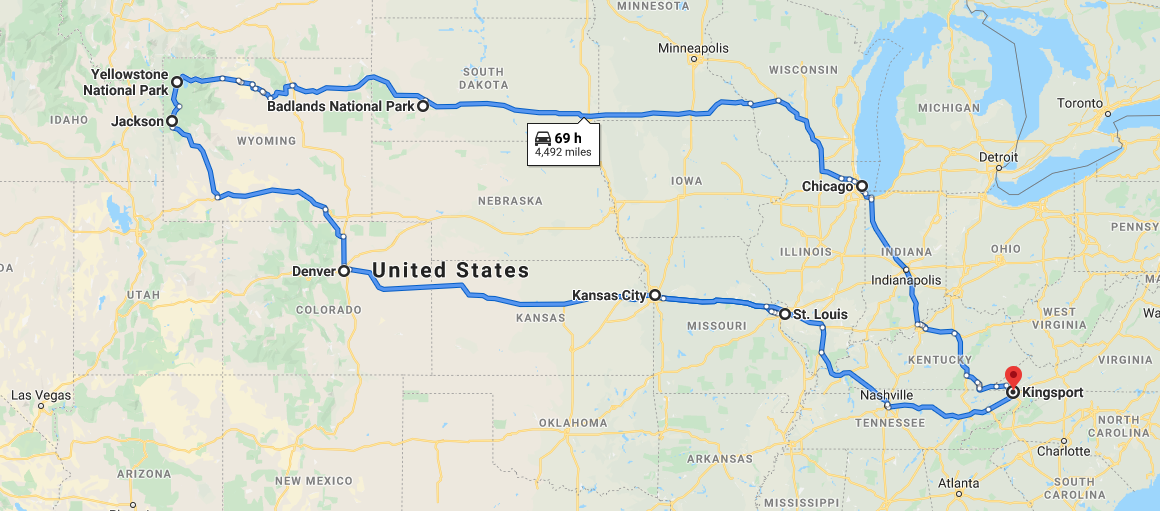 MINNESOTA
Minneapolis
WISCONSIN
Yellowstone
National Park
SOUTH
DAKOTA
Badlands National Park
MICHIGAN
Toronto
IDAHO
Jackson
WYOMING
69 h
4,492 miles
Detroit
IOWA
Chicago
NEBRASKA
PENNSY
ILLINOIS
INDIANA
OHIO
Denver
United States
Indianapolis
DA
UTAH
COLORADO
Kansas City
KANSAS
St. Louis
MISSOURI
WEST
VIRGINIA
MA
Wa
KENTUCKY
VIRGINIA
Las Vegas
Nashville
Kingsport
OKLAHOMA
TENNESSEE
NORTH
CAROLINA
Charlotte
ARKANSAS
ARIZONA
NEW MEXICO
Atlanta
SOUTH
CAROLINA
MISSISSIPPI